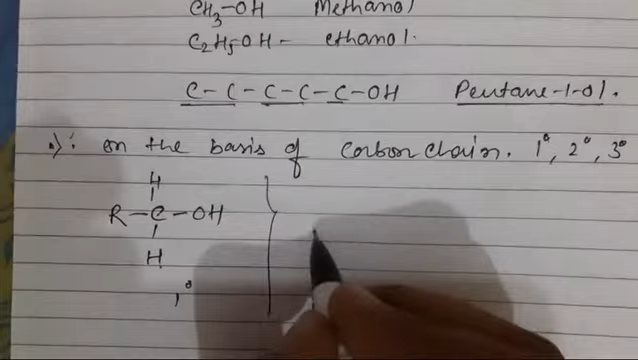 CH3-OH Methanol
C2H5OH- ethanol.
C-C-C-C-C-OH Pentane-1-ol.
on the basis of Carbon chain. 1°, 2°, 3°
H
R-C-OH
H
1°